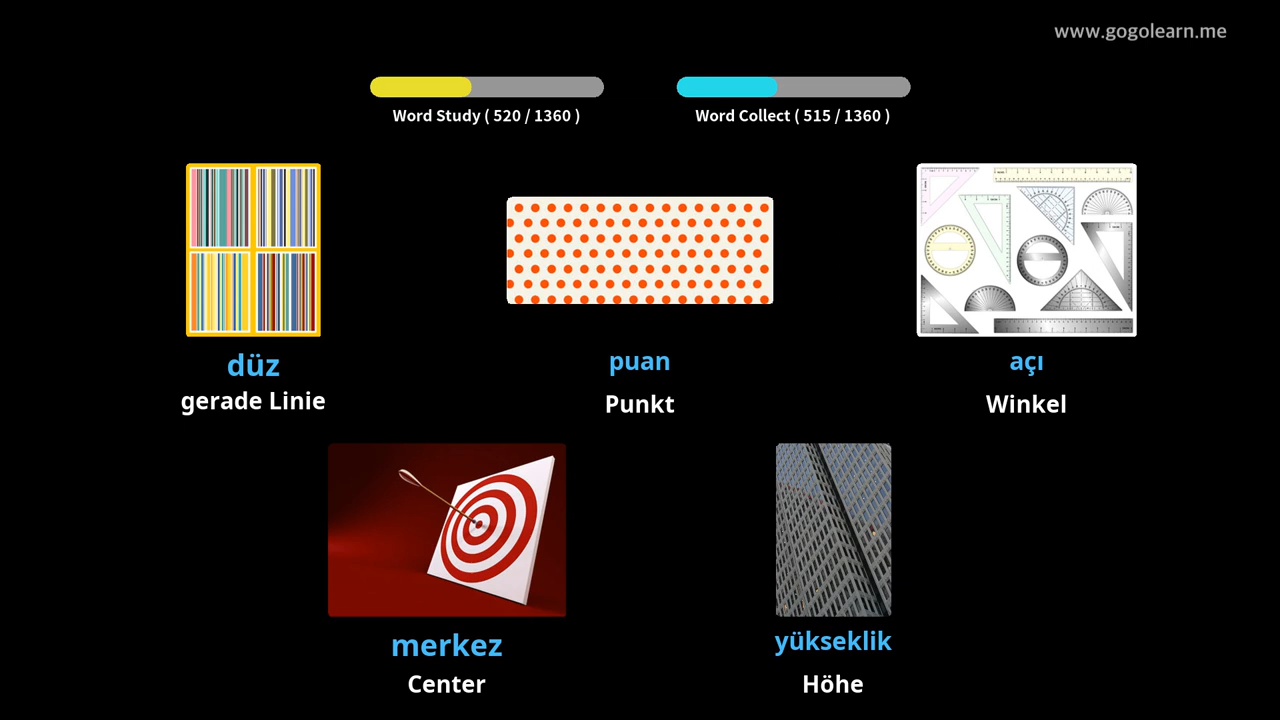 www.gogolearn.me
Word Study ( 520 / 1360 )
Word Collect ( 515 / 1360 )
düz
gerade Linie
puan
Punkt
açı
Winkel
merkez
Center
yükseklik
Höhe